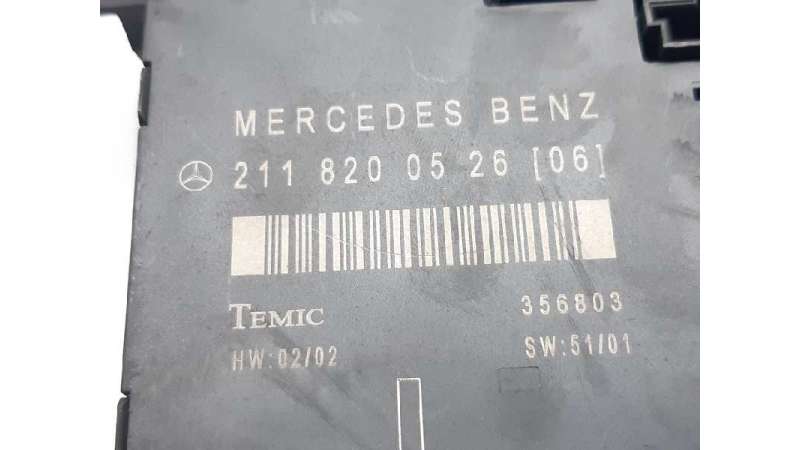 MERCEDES BENZ
211 820 05 26 [06]
TEMIC 356803
HW:02/02 SW:51/01